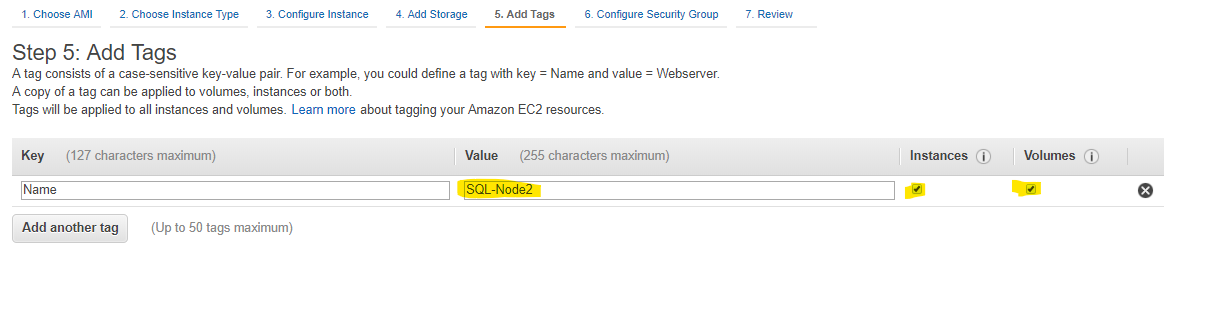 1. Choose AMI 2. Choose Instance Type 3. Configure Instance 4. Add Storage 5. Add Tags 6. Configure Security Group 7. Review
Step 5: Add Tags
A tag consists of a case-sensitive key-value pair. For example, you could define a tag with key = Name and value = Webserver.
A copy of a tag can be applied to volumes, instances or both.
Tags will be applied to all instances and volumes. Learn more about tagging your Amazon EC2 resources.
Key (127 characters maximum) Value (255 characters maximum) Instances i Volumes i
Name SQL-Node2
Add another tag (Up to 50 tags maximum)